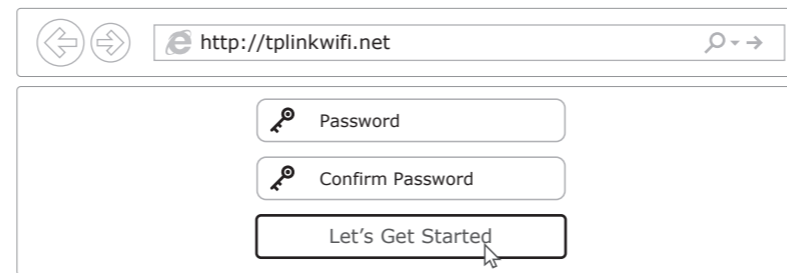 http://tplinkwifi.net
Password
Confirm Password
Let’s Get Started